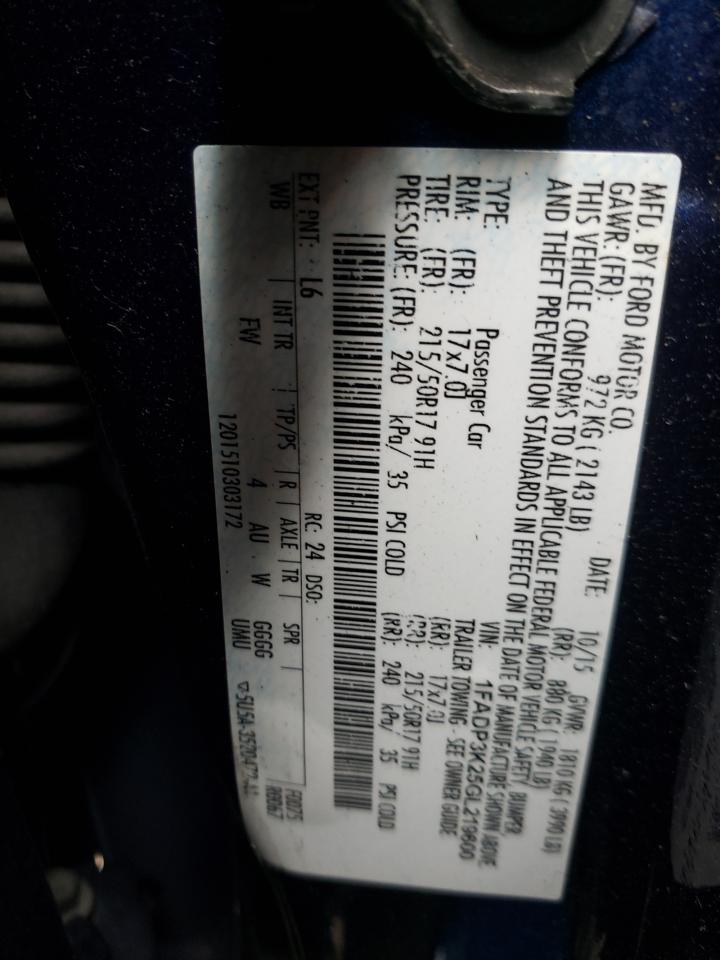 MFD. BY FORD MOTOR CO. DATE: 10/15 GVWR: 1810 KG ( 3990 LB)
GAWR: (FR): 972 KG ( 2143 LB) (RR): 880 KG ( 1940 LB)
THIS VEHICLE CONFORMS TO ALL APPLICABLE FEDERAL MOTOR VEHICLE SAFETY, BUMPER,
AND THEFT PREVENTION STANDARDS IN EFFECT ON THE DATE OF MANUFACTURE SHOWN ABOVE.
VIN: 1FADP3K25GL219600
TYPE: Passenger Car TRAILER TOWING - SEE OWNER GUIDE
RIM: (FR): 17x7.0J (RR): 17x7.0J
TIRE: (FR): 215/50R17 91H (RR): 215/50R17 91H
PRESSURE: (FR): 240 kPa/ 35 PSI COLD (RR): 240 kPa/ 35 PSI COLD
EXT PNT: L6 RC: 24 DSO: F0075
WB | INT TR | TP/PS | R | AXLE | TR | SPR R8067
FW 4 AU W GGGG
1201510303172 UMU